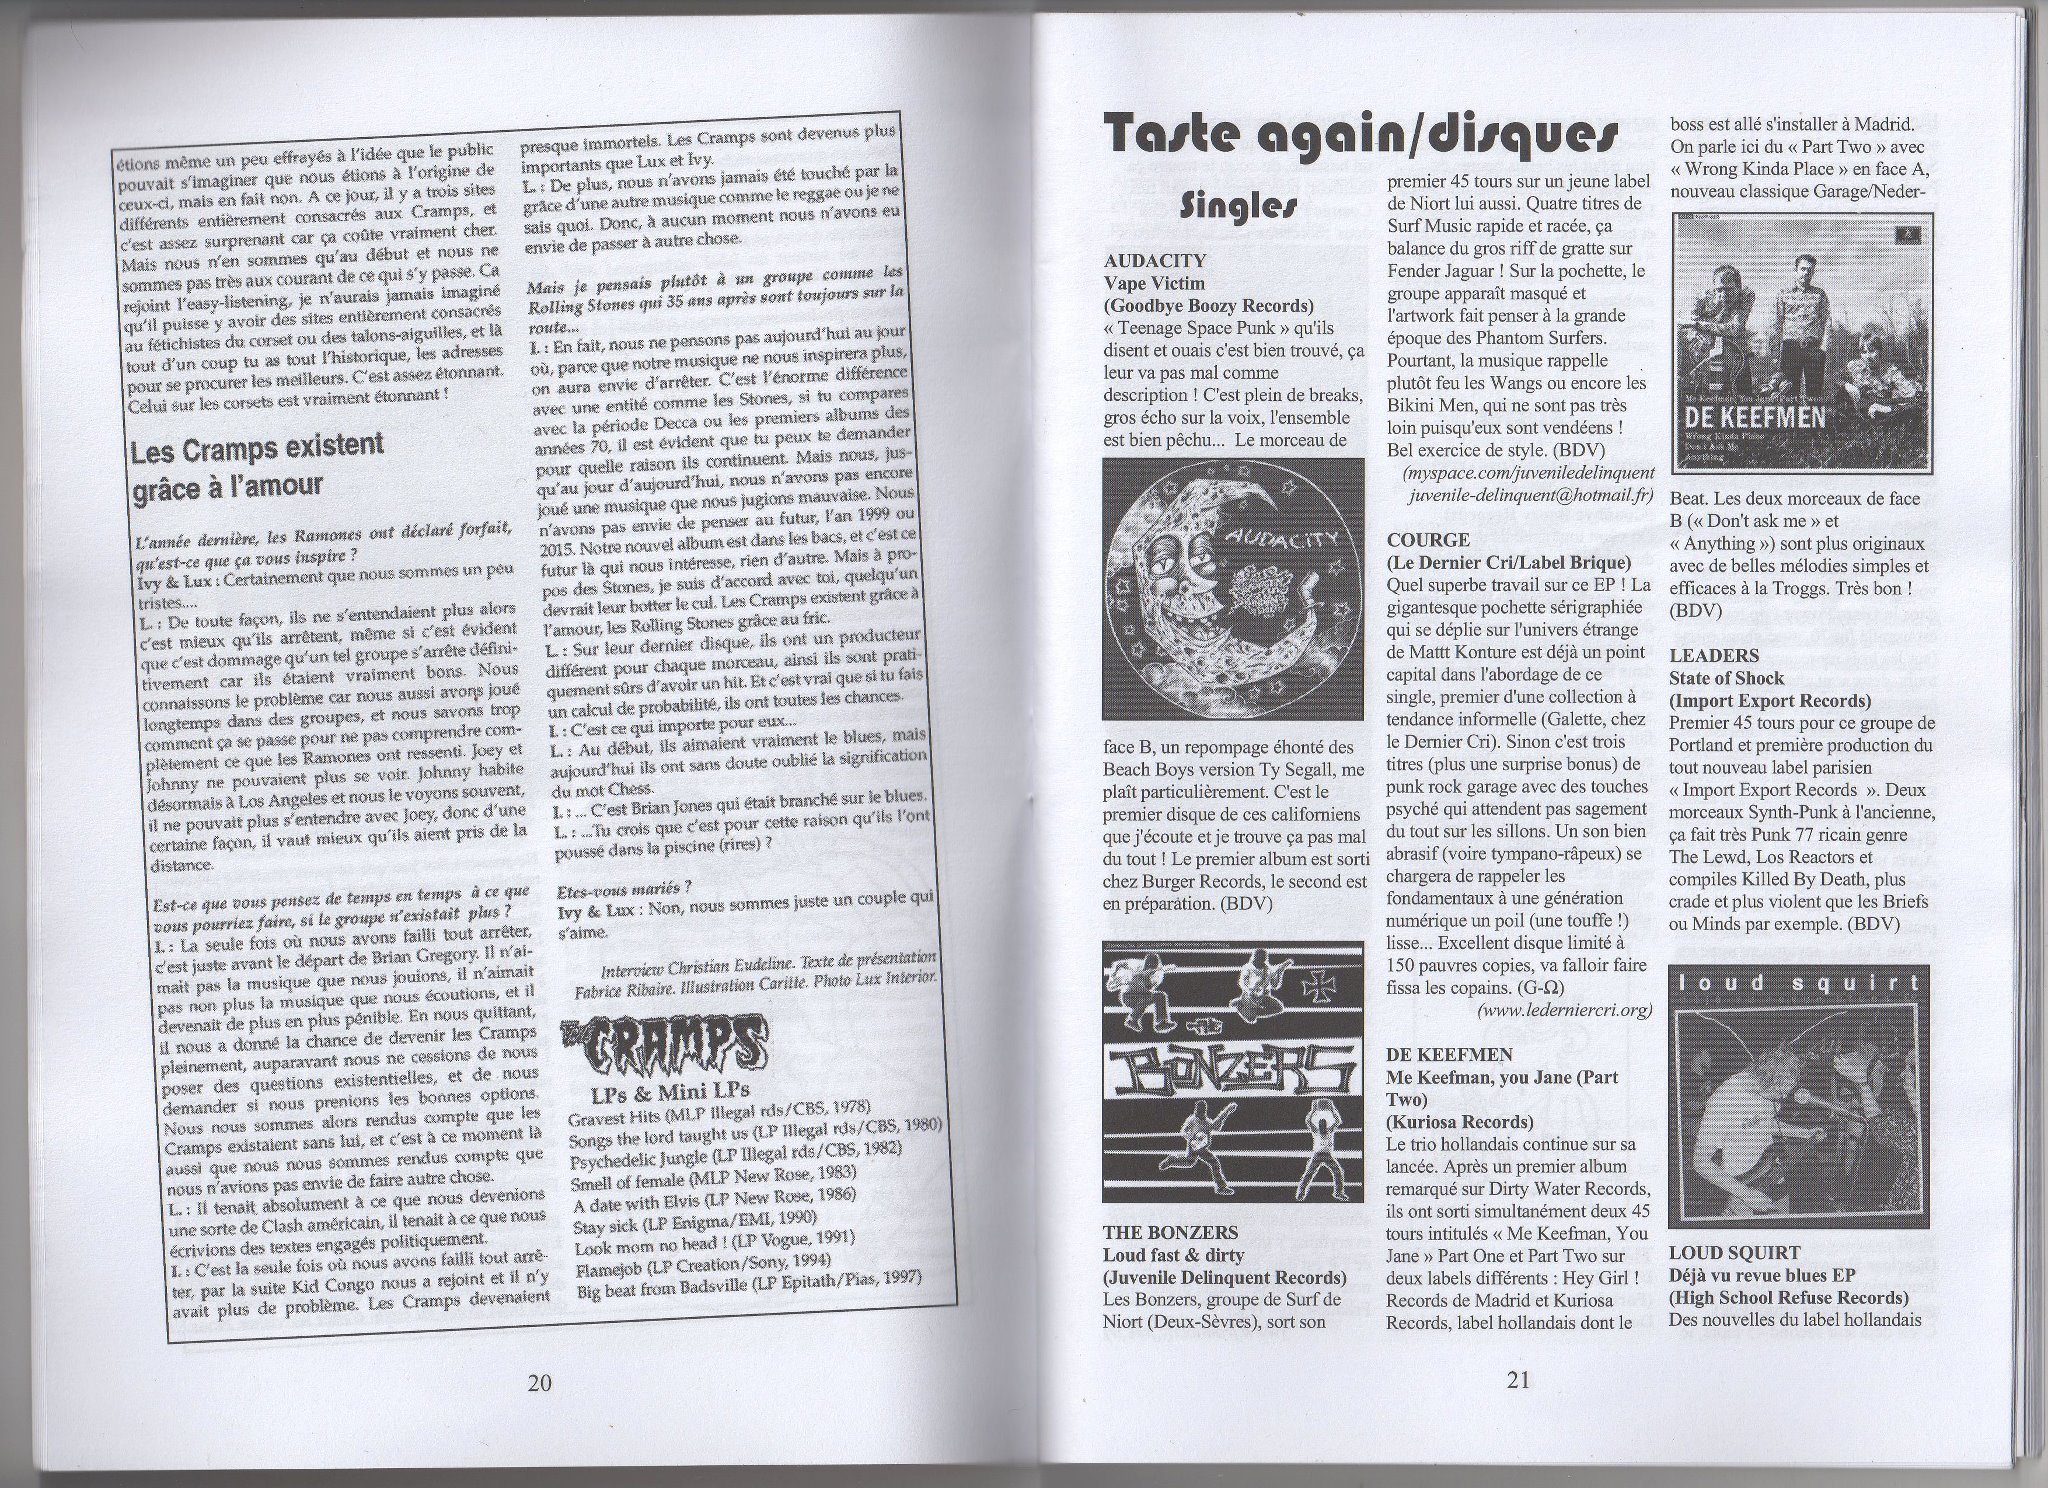 étions même un peu effrayés à l'idée que le public
pouvait s'imaginer que nous étions à l'origine de
ceux-ci, mais en fait non. A ce jour, il y a trois sites
différents entièrement consacrés aux Cramps, et
c'est assez surprenant car ça coûte vraiment cher.
Mais nous n'en sommes qu'au début et nous ne
sommes pas très aux courant de ce qui s'y passe. Ca
rejoint l'easy-listening, je n'aurais jamais imaginé
qu'il puisse y avoir des sites entièrement consacrés
au fétichistes du corset ou des talons-aiguilles, et là
tout d'un coup tu as tout l'historique, les adresses
pour se procurer les meilleurs. C'est assez étonnant.
Celui sur les corsets est vraiment étonnant !
Les Cramps existent
grâce à l'amour
L'année dernière, les Ramones ont déclaré forfait,
qu'est-ce que ça vous inspire ?
Ivy & Lux : Certainement que nous sommes un peu
tristes....
L. : De toute façon, ils ne s'entendaient plus alors
c'est mieux qu'ils arrêtent, même si c'est évident
que c'est dommage qu'un tel groupe s'arrête défini-
tivement car ils étaient vraiment bons. Nous
connaissons le problème car nous aussi avons joué
longtemps dans des groupes, et nous savons trop
comment ça se passe pour ne pas comprendre com-
plètement ce que les Ramones ont ressenti. Joey et
Johnny ne pouvaient plus se voir. Johnny habite
désormais à Los Angeles et nous le voyons souvent,
il ne pouvait plus s'entendre avec Joey, donc d'une
certaine façon, il vaut mieux qu'ils aient pris de la
distance.
Est-ce que vous pensez de temps en temps à ce que
vous pourriez faire, si le groupe n'existait plus ?
I. : La seule fois où nous avons failli tout arrêter,
c'est juste avant le départ de Brian Gregory. Il n'ai-
mait pas la musique que nous jouions, il n'aimait
pas non plus la musique que nous écoutions, et il
devenait de plus en plus pénible. En nous quittant,
il nous a donné la chance de devenir les Cramps
pleinement, auparavant nous ne cessions de nous
poser des questions existentielles, et de nous
demander si nous prenions les bonnes options.
Nous nous sommes alors rendus compte que les
Cramps existaient sans lui, et c'est à ce moment là
aussi que nous nous sommes rendus compte que
nous n'avions pas envie de faire autre chose.
L. : Il tenait absolument à ce que nous devenions
une sorte de Clash américain, il tenait à ce que nous
écrivions des textes engagés politiquement.
I. : C'est la seule fois où nous avons failli tout arrê-
ter, par la suite Kid Congo nous a rejoint et il n'y
avait plus de problème. Les Cramps devenaient
presque immortels. Les Cramps sont devenus plus
importants que Lux et Ivy.
L. : De plus, nous n'avons jamais été touché par la
grâce d'une autre musique comme le reggae ou je ne
sais quoi. Donc, à aucun moment nous n'avons eu
envie de passer à autre chose.
Mais je pensais plutôt à un groupe comme les
Rolling Stones qui 35 ans après sont toujours sur la
route...
I. : En fait, nous ne pensons pas aujourd'hui au jour
où, parce que notre musique ne nous inspirera plus,
on aura envie d'arrêter. C'est l'énorme différence
avec une entité comme les Stones, si tu compares
avec la période Decca ou les premiers albums des
années 70, il est évident que tu peux te demander
pour quelle raison ils continuent. Mais nous, jus-
qu'au jour d'aujourd'hui, nous n'avons pas encore
joué une musique que nous jugions mauvaise. Nous
n'avons pas envie de penser au futur, l'an 1999 ou
2015. Notre nouvel album est dans les bacs, et c'est ce
futur là qui nous intéresse, rien d'autre. Mais à pro-
pos des Stones, je suis d'accord avec toi, quelqu'un
devrait leur botter le cul. Les Cramps existent grâce à
l'amour, les Rolling Stones grâce au fric.
L. : Sur leur dernier disque, ils ont un producteur
différent pour chaque morceau, ainsi ils sont prati-
quement sûrs d'avoir un hit. Et c'est vrai que si tu fais
un calcul de probabilité, ils ont toutes les chances.
I. : C'est ce qui importe pour eux...
L. : Au début, ils aimaient vraiment le blues, mais
aujourd'hui ils ont sans doute oublié la signification
du mot Chess.
I. : ... C'est Brian Jones qui était branché sur le blues.
L. : ...Tu crois que c'est pour cette raison qu'ils l'ont
poussé dans la piscine (rires) ?
Etes-vous mariés ?
Ivy & Lux : Non, nous sommes juste un couple qui
s'aime.
Interview Christian Eudeline. Texte de présentation
Fabrice Ribaire. Illustration Caritte. Photo Lux Interior.
The CRAMPS
LPs & Mini LPs
Gravest Hits (MLP Illegal rds/CBS, 1978)
Songs the lord taught us (LP Illegal rds/CBS, 1980)
Psychedelic Jungle (LP Illegal rds/CBS, 1982)
Smell of female (MLP New Rose, 1983)
A date with Elvis (LP New Rose, 1986)
Stay sick (LP Enigma/EMI, 1990)
Look mom no head ! (LP Vogue, 1991)
Flamejob (LP Creation/Sony, 1994)
Big beat from Badsville (LP Epitath/Pias, 1997)
20
Taste again/disques
Singles
AUDACITY
Vape Victim
(Goodbye Boozy Records)
« Teenage Space Punk » qu'ils
disent et ouais c'est bien trouvé, ça
leur va pas mal comme
description ! C'est plein de breaks,
gros écho sur la voix, l'ensemble
est bien pêchu... Le morceau de
AUDACITY
face B, un repompage éhonté des
Beach Boys version Ty Segall, me
plaît particulièrement. C'est le
premier disque de ces californiens
que j'écoute et je trouve ça pas mal
du tout ! Le premier album est sorti
chez Burger Records, le second est
en préparation. (BDV)
BONZERS
THE BONZERS
Loud fast & dirty
(Juvenile Delinquent Records)
Les Bonzers, groupe de Surf de
Niort (Deux-Sèvres), sort son
premier 45 tours sur un jeune label
de Niort lui aussi. Quatre titres de
Surf Music rapide et racée, ça
balance du gros riff de gratte sur
Fender Jaguar ! Sur la pochette, le
groupe apparaît masqué et
l'artwork fait penser à la grande
époque des Phantom Surfers.
Pourtant, la musique rappelle
plutôt feu les Wangs ou encore les
Bikini Men, qui ne sont pas très
loin puisqu'eux sont vendéens !
Bel exercice de style. (BDV)
(myspace.com/juveniledelinquent
juvenile-delinquent@hotmail.fr)
COURGE
(Le Dernier Cri/Label Brique)
Quel superbe travail sur ce EP ! La
gigantesque pochette sérigraphiée
qui se déplie sur l'univers étrange
de Mattt Konture est déjà un point
capital dans l'abordage de ce
single, premier d'une collection à
tendance informelle (Galette, chez
le Dernier Cri). Sinon c'est trois
titres (plus une surprise bonus) de
punk rock garage avec des touches
psyché qui attendent pas sagement
du tout sur les sillons. Un son bien
abrasif (voire tympano-râpeux) se
chargera de rappeler les
fondamentaux à une génération
numérique un poil (une touffe !)
lisse... Excellent disque limité à
150 pauvres copies, va falloir faire
fissa les copains. (G-Ω)
(www.lederniercri.org)
DE KEEFMEN
Me Keefman, you Jane (Part
Two)
(Kuriosa Records)
Le trio hollandais continue sur sa
lancée. Après un premier album
remarqué sur Dirty Water Records,
ils ont sorti simultanément deux 45
tours intitulés « Me Keefman, You
Jane » Part One et Part Two sur
deux labels différents : Hey Girl !
Records de Madrid et Kuriosa
Records, label hollandais dont le
boss est allé s'installer à Madrid.
On parle ici du « Part Two » avec
« Wrong Kinda Place » en face A,
nouveau classique Garage/Neder-
Me Keefman, You Jane (Part Two)
DE KEEFMEN
Wrong Kinda Place
Don't Ask Me
Anything
Beat. Les deux morceaux de face
B (« Don't ask me » et
« Anything ») sont plus originaux
avec de belles mélodies simples et
efficaces à la Troggs. Très bon !
(BDV)
LEADERS
State of Shock
(Import Export Records)
Premier 45 tours pour ce groupe de
Portland et première production du
tout nouveau label parisien
« Import Export Records ». Deux
morceaux Synth-Punk à l'ancienne,
ça fait très Punk 77 ricain genre
The Lewd, Los Reactors et
compiles Killed By Death, plus
crade et plus violent que les Briefs
ou Minds par exemple. (BDV)
loud squirt
LOUD SQUIRT
Déjà vu revue blues EP
(High School Refuse Records)
Des nouvelles du label hollandais
21